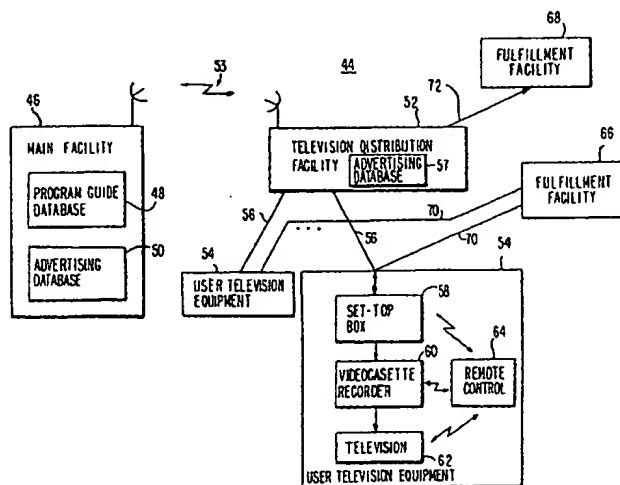 68
FULFILLMENT
FACILITY
53
44
72
46
52
MAIN FACILITY
TELEVISION DISTRIBUTION
FACILITY
ADVERTISING
DATABASE
57
66
FULFILLMENT
FACILITY
PROGRAM GUIDE
DATABASE
48
56
70
...
56
70
54
50
ADVERTISING
DATABASE
54
USER TELEVISION
EQUIPMENT
SET-TOP
BOX
58
64
60
VIDEOCASETTE
RECORDER
REMOTE
CONTROL
TELEVISION
62
USER TELEVISION EQUIPMENT